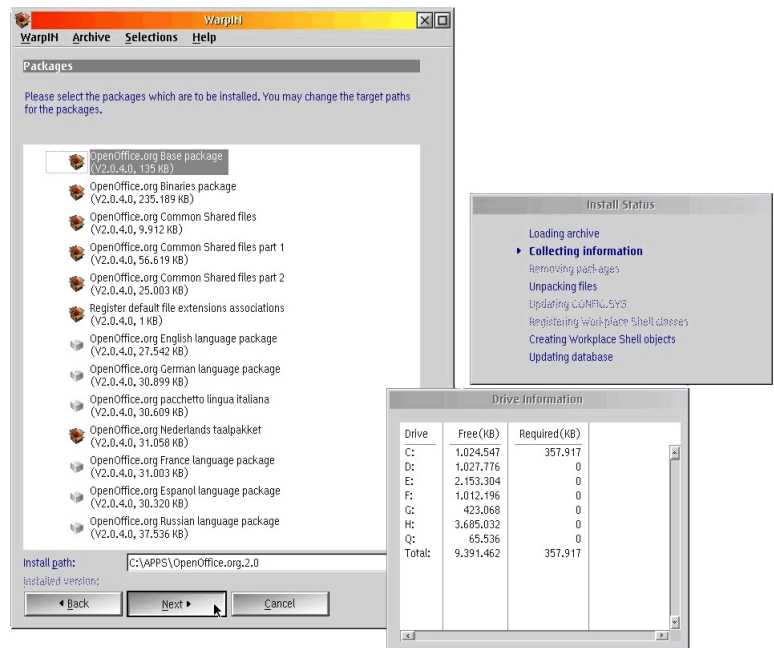 WarpIN
WarpIN Archive Selections Help
Packages
Please select the packages which are to be installed. You may change the target paths
for the packages.
OpenOffice.org Base package
(V2.0.4.0, 135 KB)
OpenOffice.org Binaries package
(V2.0.4.0, 235.189 KB)
OpenOffice.org Common Shared files
(V2.0.4.0, 9.912 KB)
OpenOffice.org Common Shared files part 1
(V2.0.4.0, 56.619 KB)
OpenOffice.org Common Shared files part 2
(V2.0.4.0, 25.003 KB)
Register default file extensions associations
(V2.0.4.0, 1 KB)
OpenOffice.org English language package
(V2.0.4.0, 27.542 KB)
OpenOffice.org German language package
(V2.0.4.0, 30.899 KB)
OpenOffice.org pacchetto lingua italiana
(V2.0.4.0, 30.609 KB)
OpenOffice.org Nederlands taalpakket
(V2.0.4.0, 31.058 KB)
OpenOffice.org France language package
(V2.0.4.0, 31.003 KB)
OpenOffice.org Espanol language package
(V2.0.4.0, 30.320 KB)
OpenOffice.org Russian language package
(V2.0.4.0, 37.536 KB)
Install path: C:\APPS\OpenOffice.org.2.0
Installed version:
Back Next Cancel
Install Status
Loading archive
Collecting information
Removing packages
Unpacking files
Updating CONFIG.SYS
Registering Workplace Shell classes
Creating Workplace Shell objects
Updating database
Drive Information
Drive Free(KB) Required(KB)
C: 1.024.547 357.917
D: 1.027.776 0
E: 2.153.304 0
F: 1.012.196 0
G: 423.068 0
H: 3.685.032 0
Q: 65.536 0
Total: 9.391.462 357.917